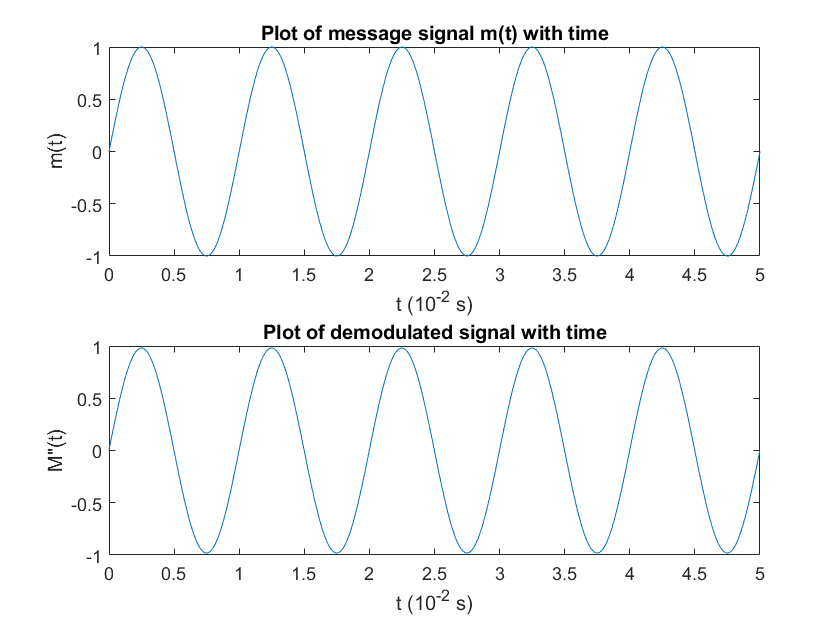 Plot of message signal m(t) with time
m(t)
1
0.5
0
-0.5
-1
0 0.5 1 1.5 2 2.5 3 3.5 4 4.5 5
t (10⁻² s)
Plot of demodulated signal with time
M"(t)
1
0.5
0
-0.5
-1
0 0.5 1 1.5 2 2.5 3 3.5 4 4.5 5
t (10⁻² s)